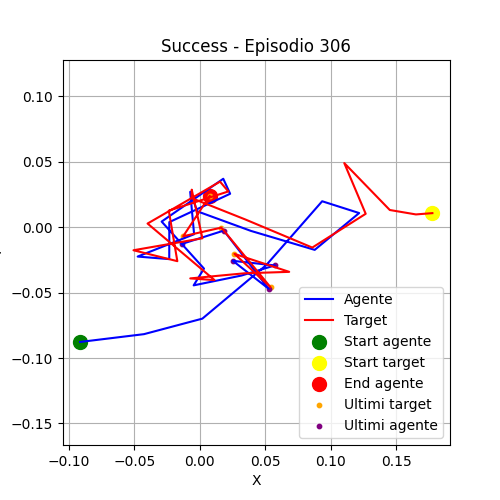 Success - Episodio 306
0.10
0.05
0.00
−0.05
−0.10
−0.15
−0.10
−0.05
0.00
0.05
0.10
0.15
X
Agente
Target
Start agente
Start target
End agente
Ultimi target
Ultimi agente